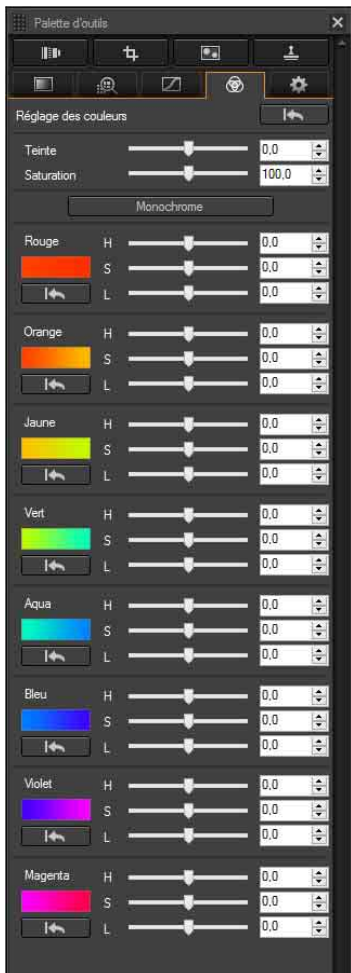 Palette d'outils
Réglage des couleurs
Teinte 0,0
Saturation 100,0
Monochrome
Rouge H 0,0
S 0,0
L 0,0
Orange H 0,0
S 0,0
L 0,0
Jaune H 0,0
S 0,0
L 0,0
Vert H 0,0
S 0,0
L 0,0
Aqua H 0,0
S 0,0
L 0,0
Bleu H 0,0
S 0,0
L 0,0
Violet H 0,0
S 0,0
L 0,0
Magenta H 0,0
S 0,0
L 0,0